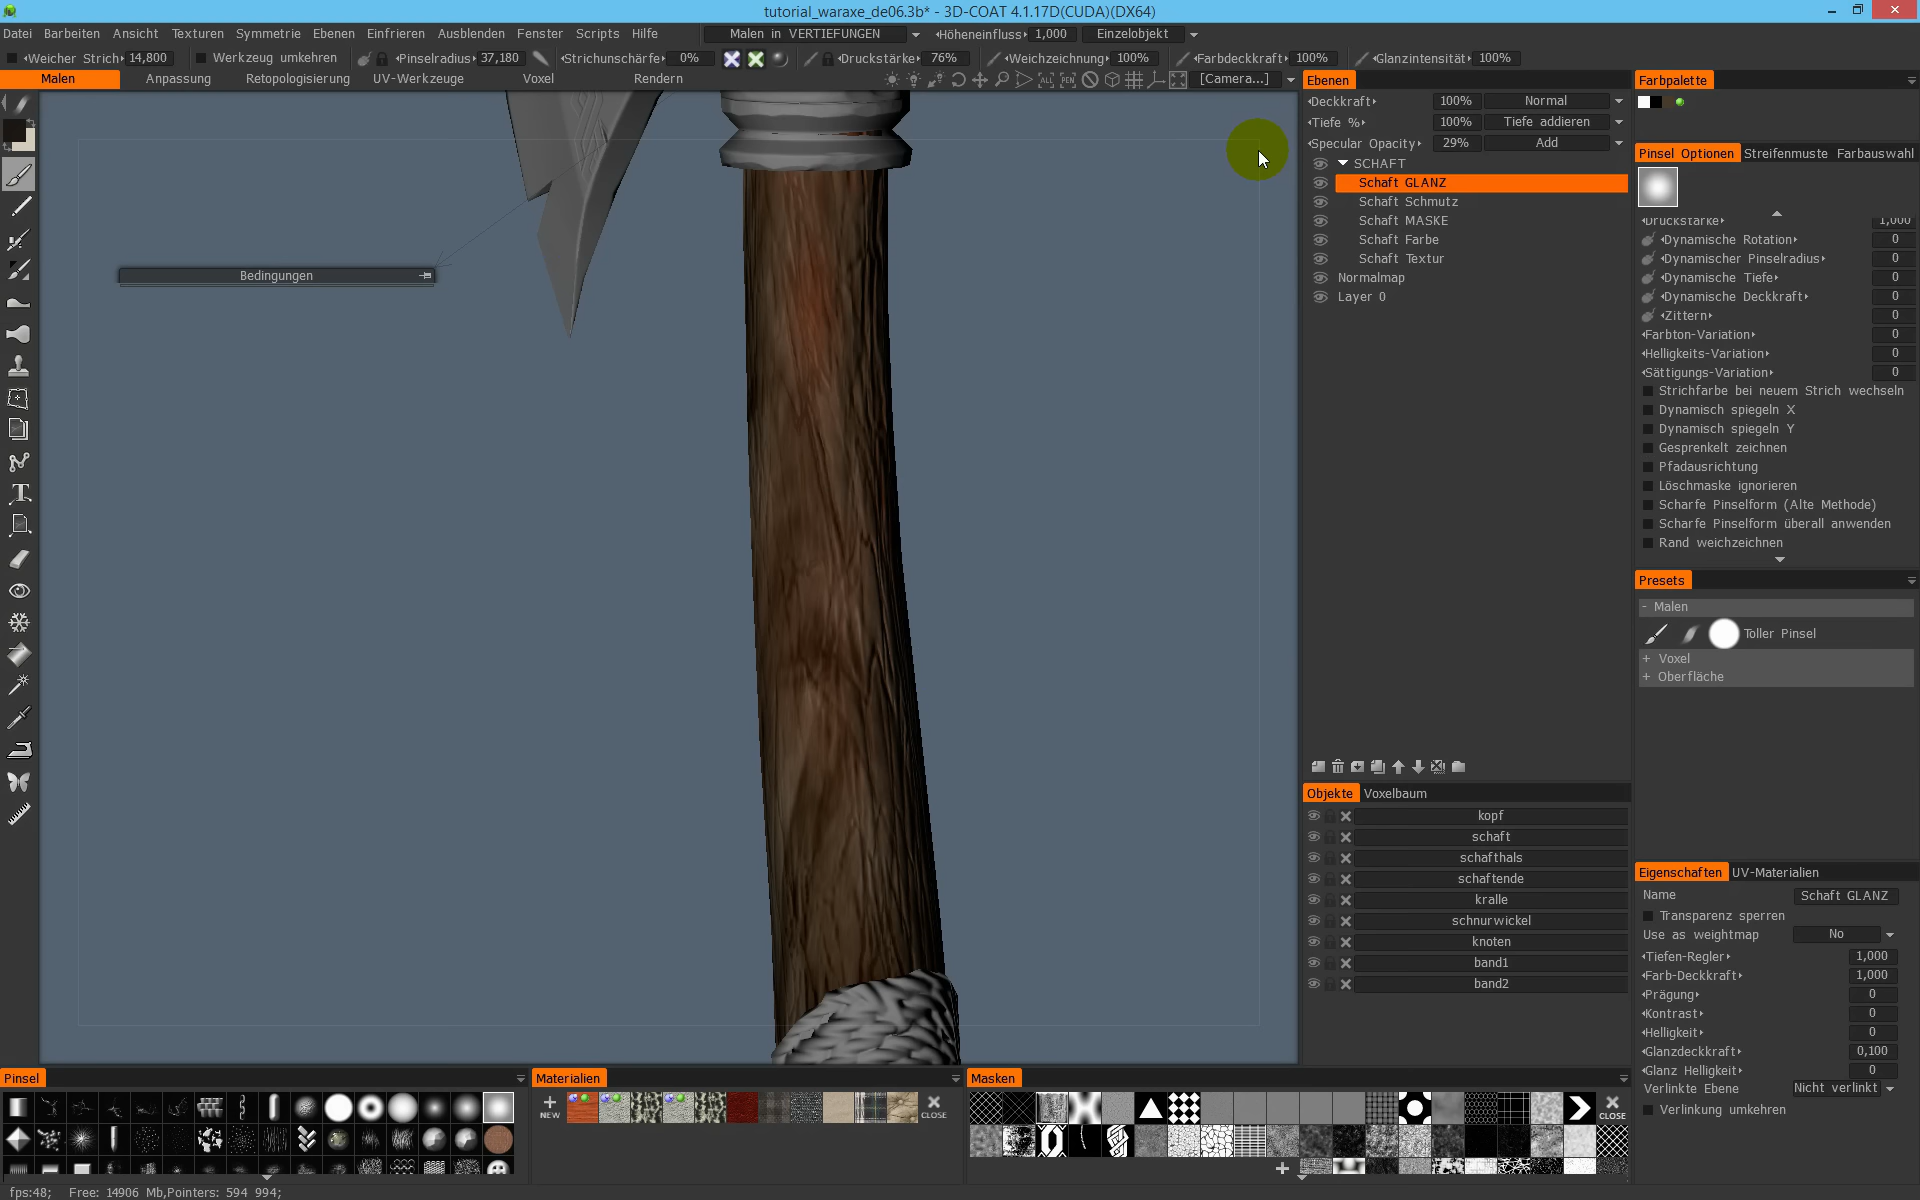 tutorial_waraxe_de06.3b* - 3D-COAT 4.1.17D(CUDA)(DX64)
Datei Bearbeiten Ansicht Texturen Symmetrie Ebenen Einfrieren Ausblenden Fenster Scripts Hilfe Malen in VERTIEFUNGEN Höheneinfluss 1,000 Einzelobjekt
Weicher Strich 14,800 Werkzeug umkehren Pinselradius 37,180 Strichunschärfe 0% Druckstärke 76% Weichzeichnung 100% Farbdeckkraft 100% Glanzintensität 100%
Malen Anpassung Retopologisierung UV-Werkzeuge Voxel Rendern ALL PEN [Camera...]
Bedingungen
Ebenen
Deckkraft 100% Normal
Tiefe % 100% Tiefe addieren
Specular Opacity 29% Add
SCHAFT
Schaft GLANZ
Schaft Schmutz
Schaft MASKE
Schaft Farbe
Schaft Textur
Normalmap
Layer 0
Objekte Voxelbaum
kopf
schaft
schafthals
schaftende
kralle
schnurwickel
knoten
band1
band2
Farbpalette
Pinsel Optionen Streifenmuste Farbauswahl
Druckstärke 1,000
Dynamische Rotation 0
Dynamischer Pinselradius 0
Dynamische Tiefe 0
Dynamische Deckkraft 0
Zittern 0
Farbton-Variation 0
Helligkeits-Variation 0
Sättigungs-Variation 0
Strichfarbe bei neuem Strich wechseln
Dynamisch spiegeln X
Dynamisch spiegeln Y
Gesprenkelt zeichnen
Pfadausrichtung
Löschmaske ignorieren
Scharfe Pinselform (Alte Methode)
Scharfe Pinselform überall anwenden
Rand weichzeichnen
Presets
- Malen
Toller Pinsel
+ Voxel
+ Oberfläche
Eigenschaften UV-Materialien
Name Schaft GLANZ
Transparenz sperren
Use as weightmap No
Tiefen-Regler 1,000
Farb-Deckkraft 1,000
Prägung 0
Kontrast 0
Helligkeit 0
Glanzdeckkraft 0,100
Glanz Helligkeit 0
Verlinkte Ebene Nicht verlinkt
Verlinkung umkehren
Pinsel
Materialien
NEW
CLOSE
Masken
CLOSE
fps:48; Free: 14906 Mb,Pointers: 594 994;